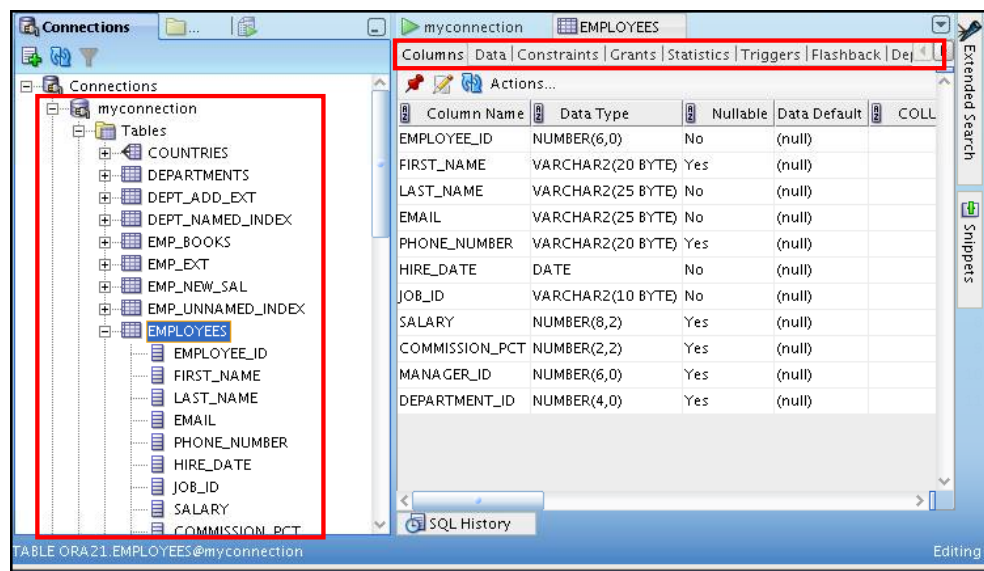 Connections
...
Connections
myconnection
Tables
COUNTRIES
DEPARTMENTS
DEPT_ADD_EXT
DEPT_NAMED_INDEX
EMP_BOOKS
EMP_EXT
EMP_NEW_SAL
EMP_UNNAMED_INDEX
EMPLOYEES
EMPLOYEE_ID
FIRST_NAME
LAST_NAME
EMAIL
PHONE_NUMBER
HIRE_DATE
JOB_ID
SALARY
COMMISSION_PCT
myconnection EMPLOYEES
Columns Data Constraints Grants Statistics Triggers Flashback Dej
Actions...
Column Name Data Type Nullable Data Default COLL
EMPLOYEE_ID NUMBER(6,0) No (null)
FIRST_NAME VARCHAR2(20 BYTE) Yes (null)
LAST_NAME VARCHAR2(25 BYTE) No (null)
EMAIL VARCHAR2(25 BYTE) No (null)
PHONE_NUMBER VARCHAR2(20 BYTE) Yes (null)
HIRE_DATE DATE No (null)
JOB_ID VARCHAR2(10 BYTE) No (null)
SALARY NUMBER(8,2) Yes (null)
COMMISSION_PCT NUMBER(2,2) Yes (null)
MANAGER_ID NUMBER(6,0) Yes (null)
DEPARTMENT_ID NUMBER(4,0) Yes (null)
SQL History
Extended Search
Snippets
TABLE ORA21.EMPLOYEES@myconnection
Editing